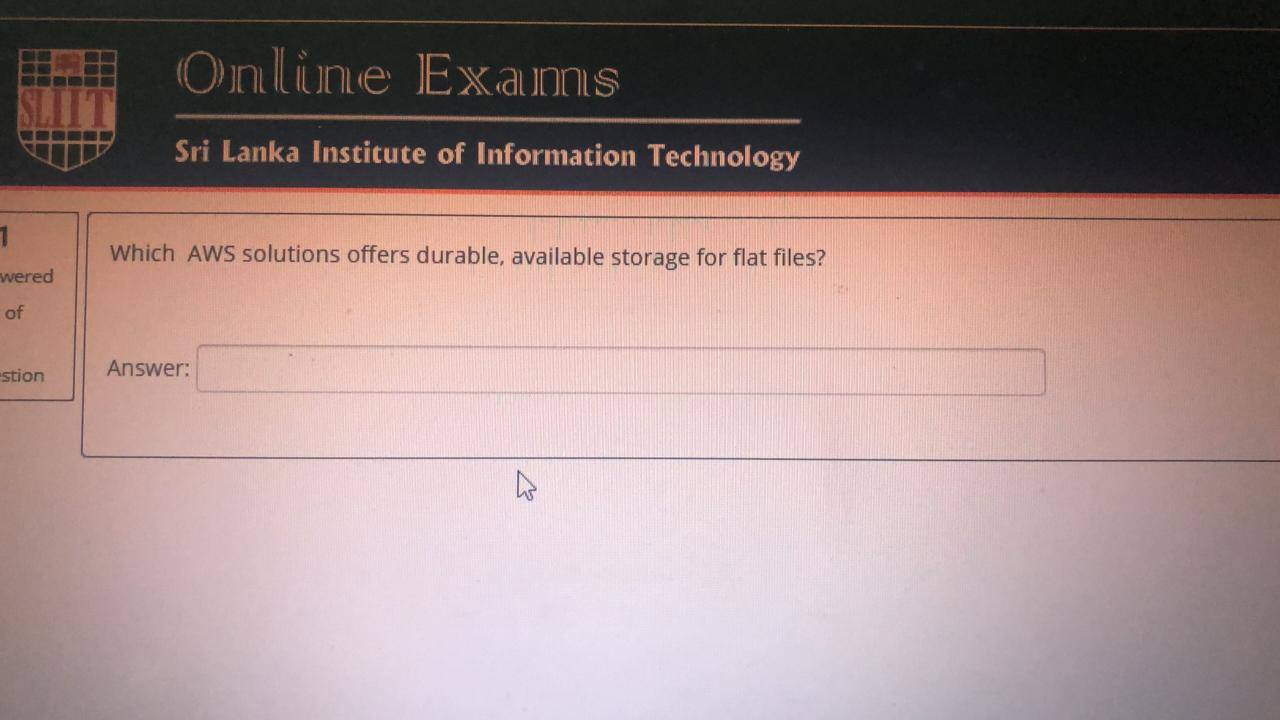 SLIIT
Online Exams
Sri Lanka Institute of Information Technology
1
wered
of
stion
Which AWS solutions offers durable, available storage for flat files?
Answer: